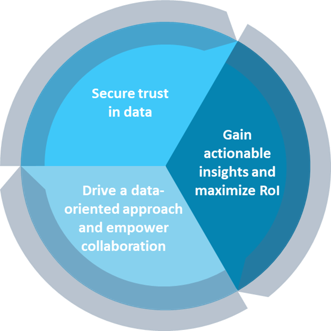 Secure trust
in data
Gain
actionable
insights and
maximize RoI
Drive a data-
oriented approach
and empower
collaboration